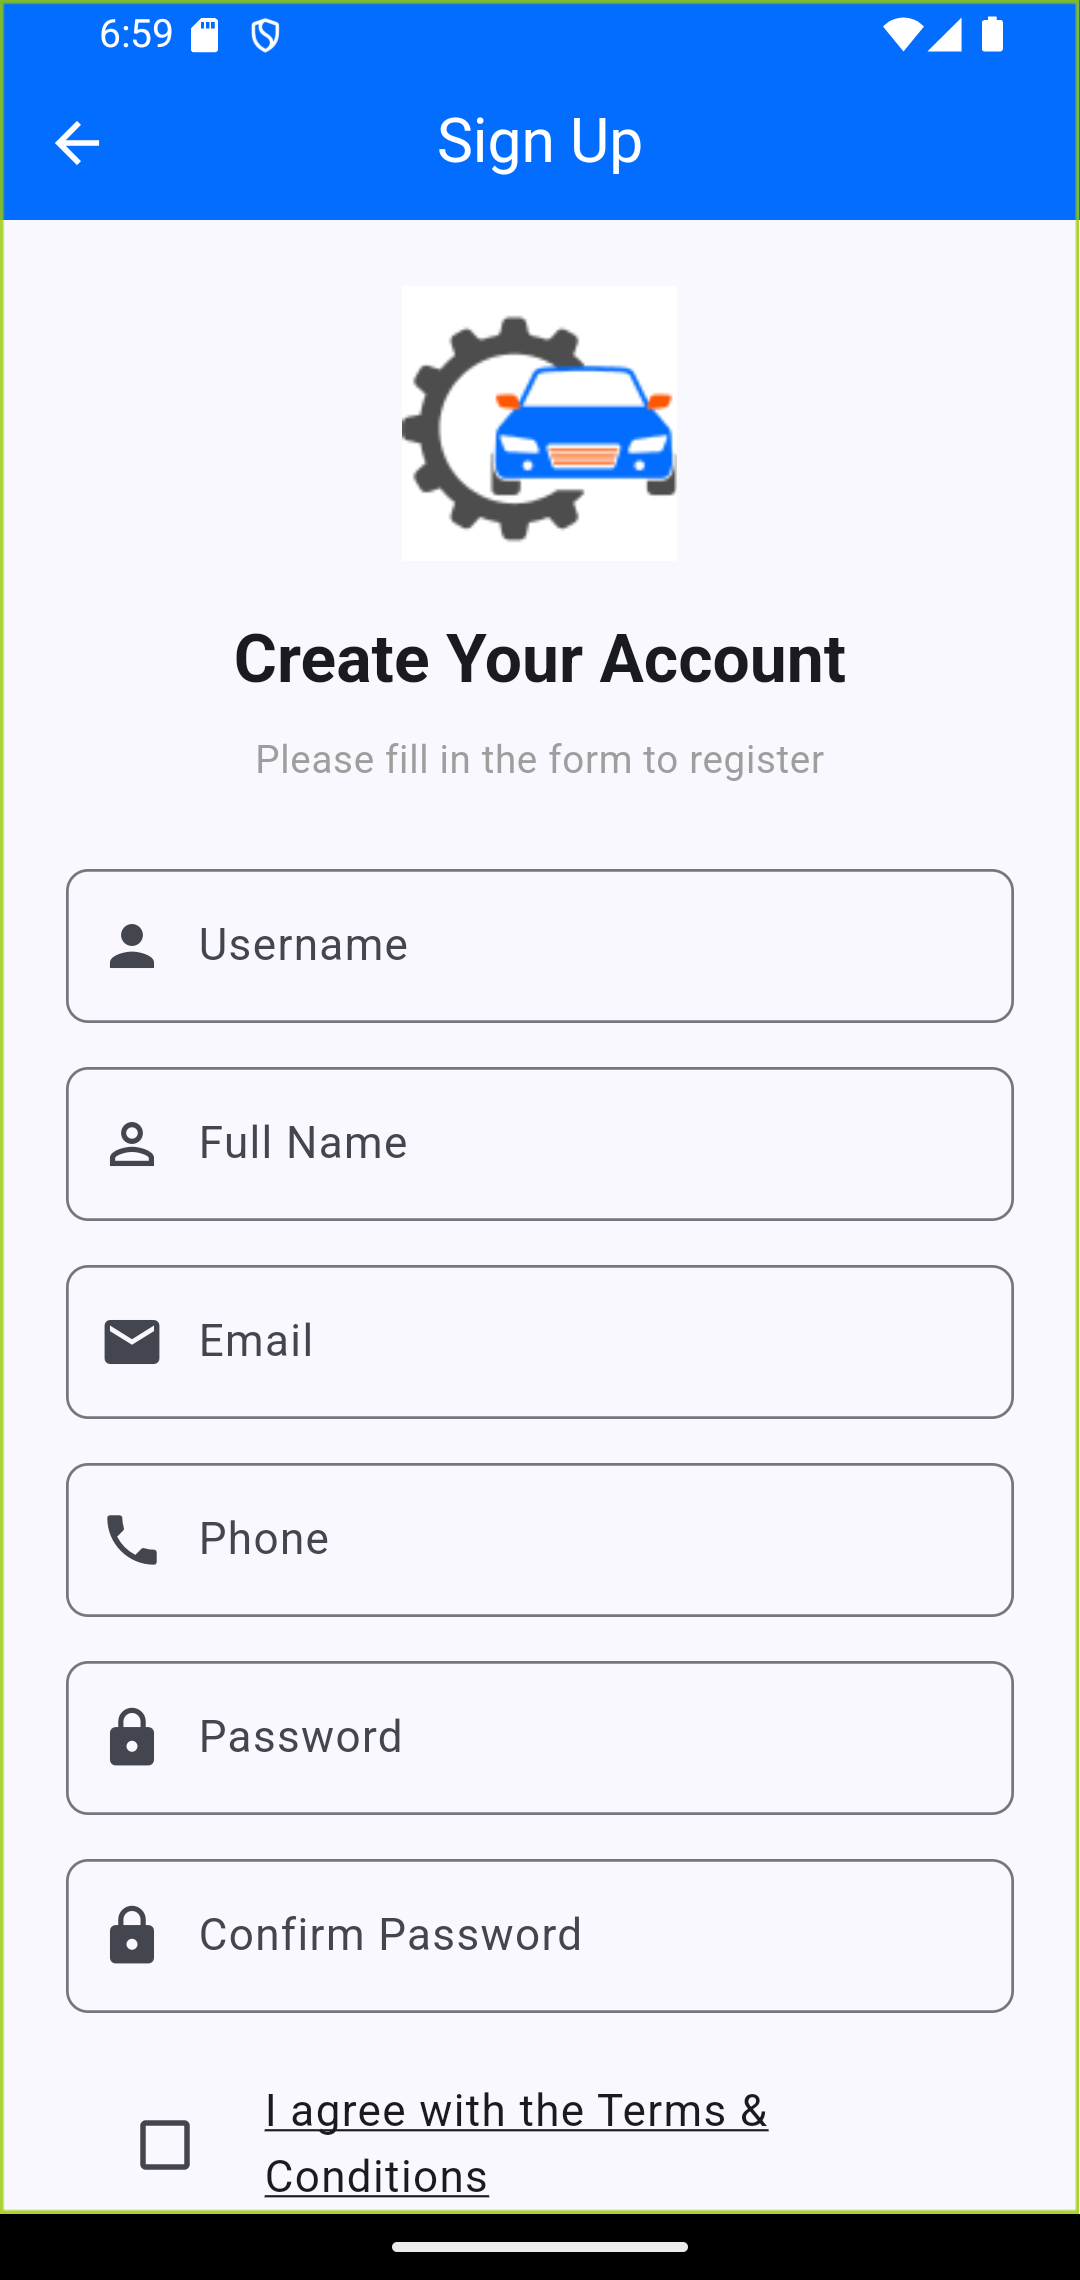 6:59
Sign Up
Create Your Account
Please fill in the form to register
Username
Full Name
Email
Phone
Password
Confirm Password
I agree with the Terms &
Conditions